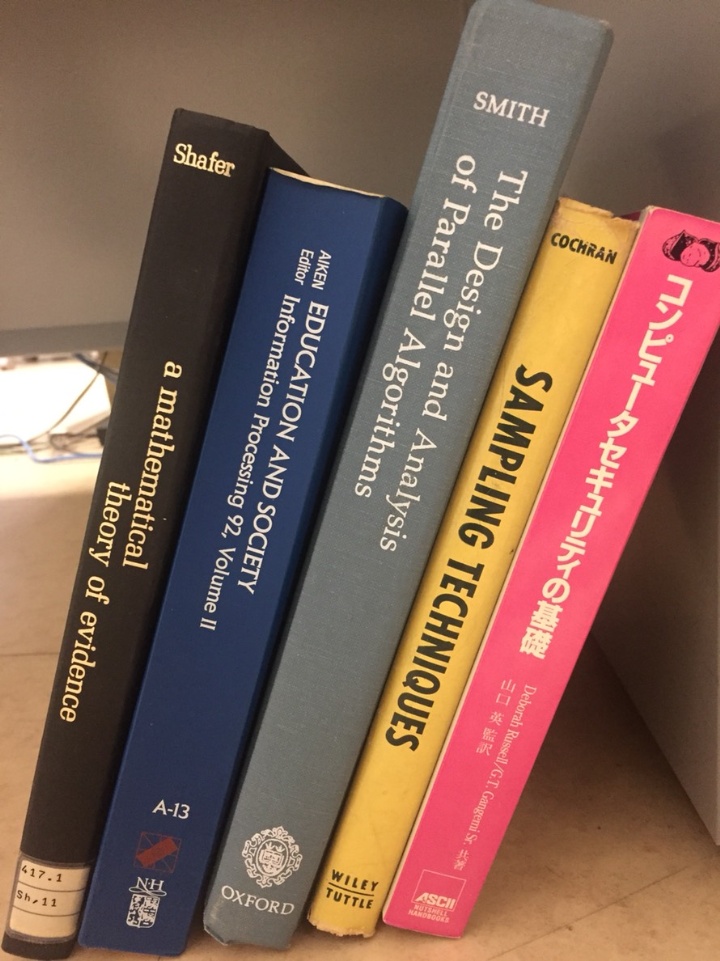 Shafer
a mathematical
theory of evidence
417.1
Sh,11
AIKEN
Editor
EDUCATION AND SOCIETY
Information Processing 92, Volume II
A-13
N-H
SMITH
The Design and Analysis
of Parallel Algorithms
OXFORD
COCHRAN
SAMPLING TECHNIQUES
WILEY
TUTTLE
コンピュータセキュリティの基礎
Deborah Russell/G.T. Gangemi Sr. 共著
山口 英 監訳
ASCII
NUTSHELL
HANDBOOKS